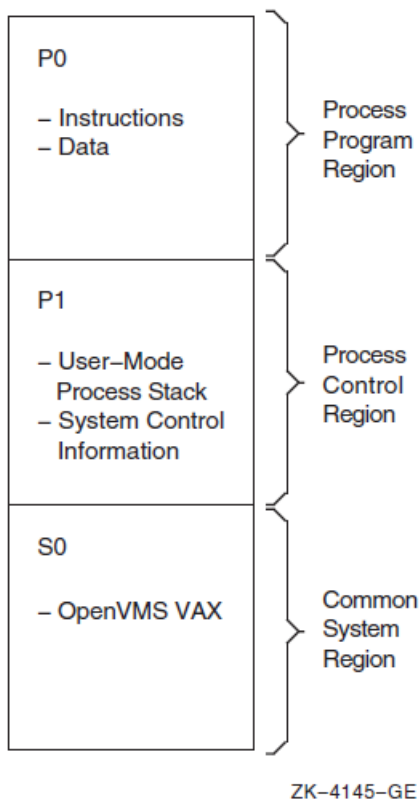 P0
– Instructions
– Data
Process
Program
Region
P1
– User–Mode
Process Stack
– System Control
Information
Process
Control
Region
S0
– OpenVMS VAX
Common
System
Region
ZK–4145–GE